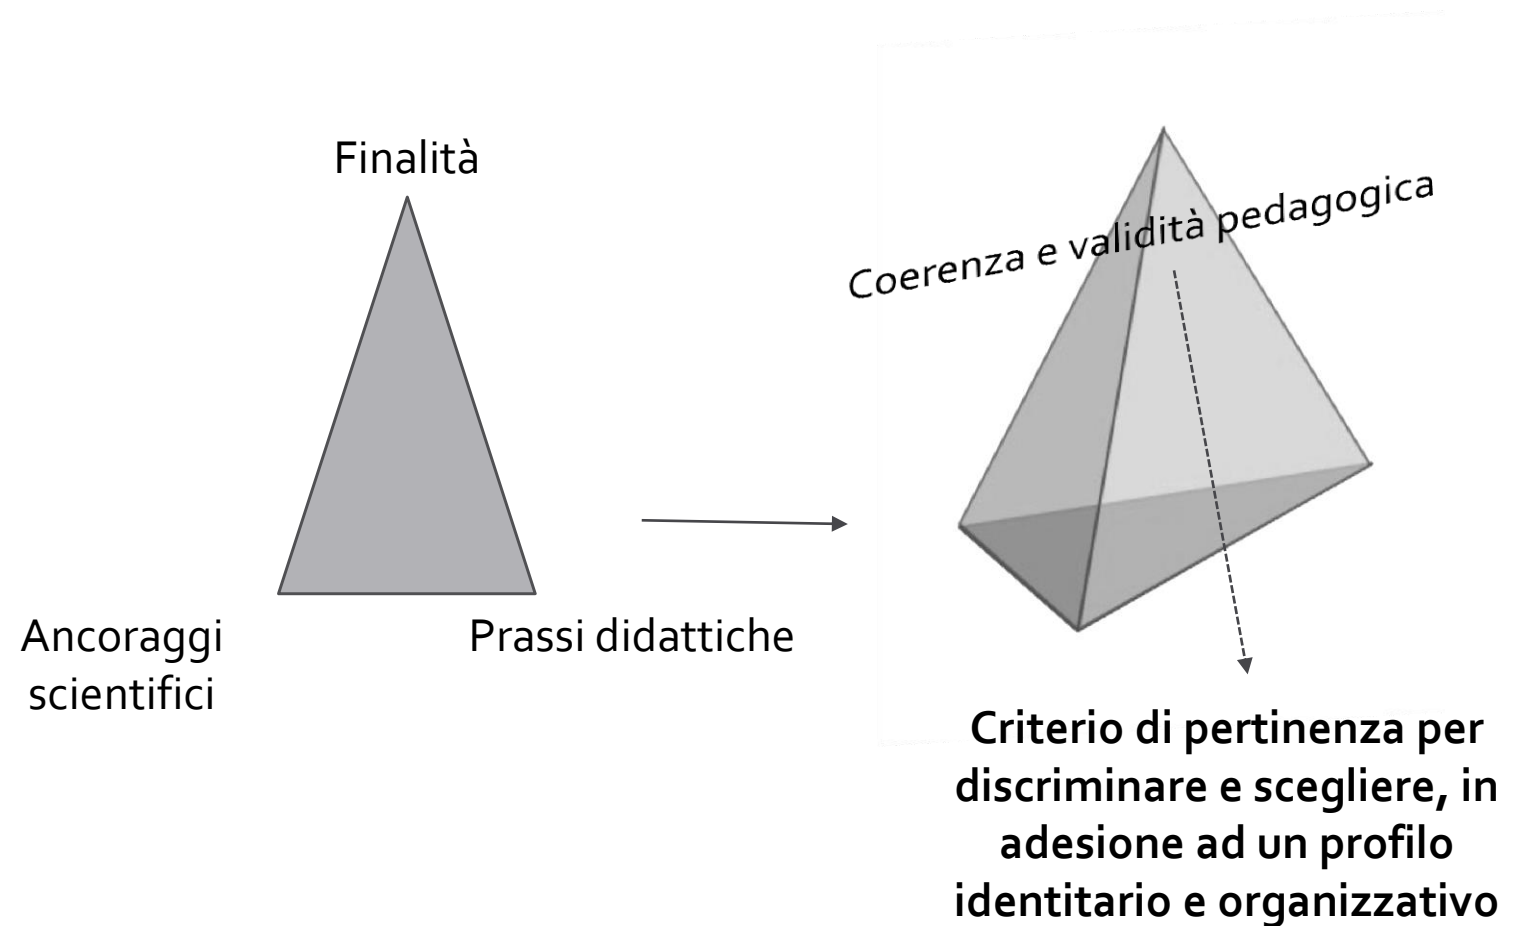 Finalità
Ancoraggi
scientifici
Prassi didattiche
Coerenza e validità pedagogica
Criterio di pertinenza per
discriminare e scegliere, in
adesione ad un profilo
identitario e organizzativo